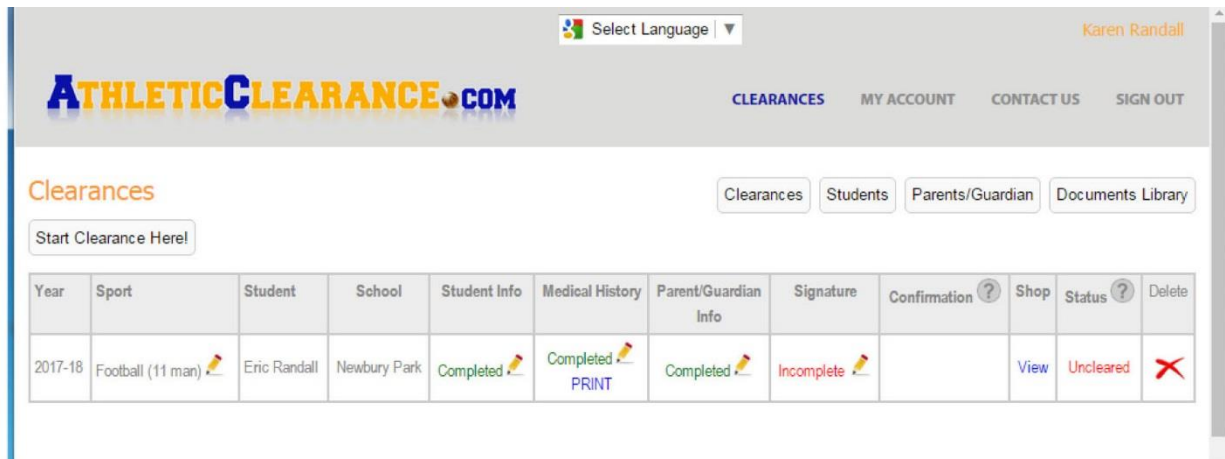 Select Language ▼
Karen Randall
ATHLETICCLEARANCE.COM
CLEARANCES MY ACCOUNT CONTACT US SIGN OUT
Clearances
Clearances Students Parents/Guardian Documents Library
Start Clearance Here!
Year Sport Student School Student Info Medical History Parent/Guardian Info Signature Confirmation ? Shop Status ? Delete
2017-18 Football (11 man) Eric Randall Newbury Park Completed Completed PRINT Completed Incomplete View Uncleared